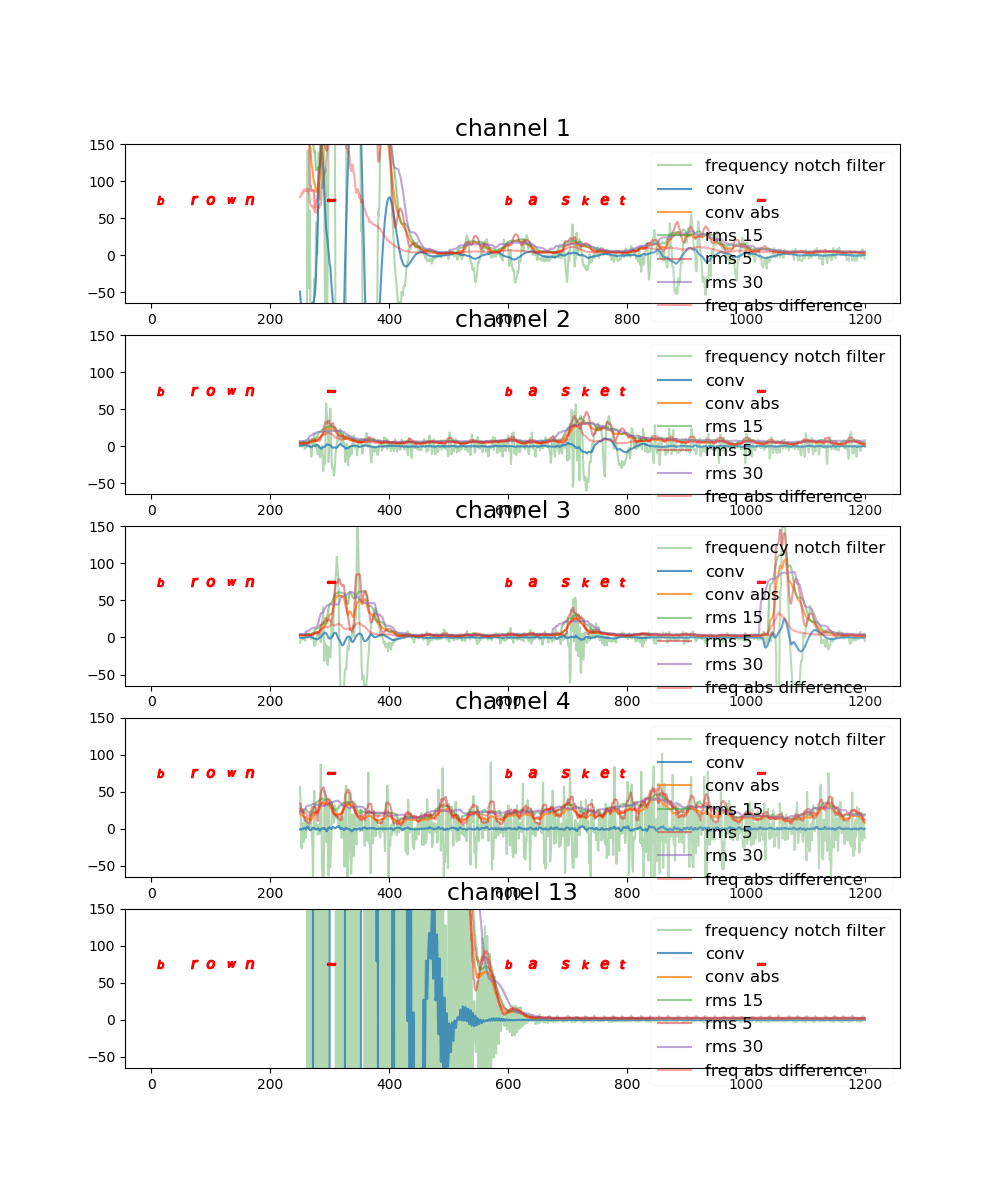 channel 1
150
100
50
0
−50
b r o w n - b a s k e t -
frequency notch filter
conv
conv abs
rms 15
rms 5
rms 30
freq abs difference
0 200 400 600 800 1000 1200
channel 2
150
100
50
0
−50
b r o w n - b a s k e t -
frequency notch filter
conv
conv abs
rms 15
rms 5
rms 30
freq abs difference
0 200 400 600 800 1000 1200
channel 3
150
100
50
0
−50
b r o w n - b a s k e t -
frequency notch filter
conv
conv abs
rms 15
rms 5
rms 30
freq abs difference
0 200 400 600 800 1000 1200
channel 4
150
100
50
0
−50
b r o w n - b a s k e t -
frequency notch filter
conv
conv abs
rms 15
rms 5
rms 30
freq abs difference
0 200 400 600 800 1000 1200
channel 13
150
100
50
0
−50
b r o w n - b a s k e t -
frequency notch filter
conv
conv abs
rms 15
rms 5
rms 30
freq abs difference
0 200 400 600 800 1000 1200